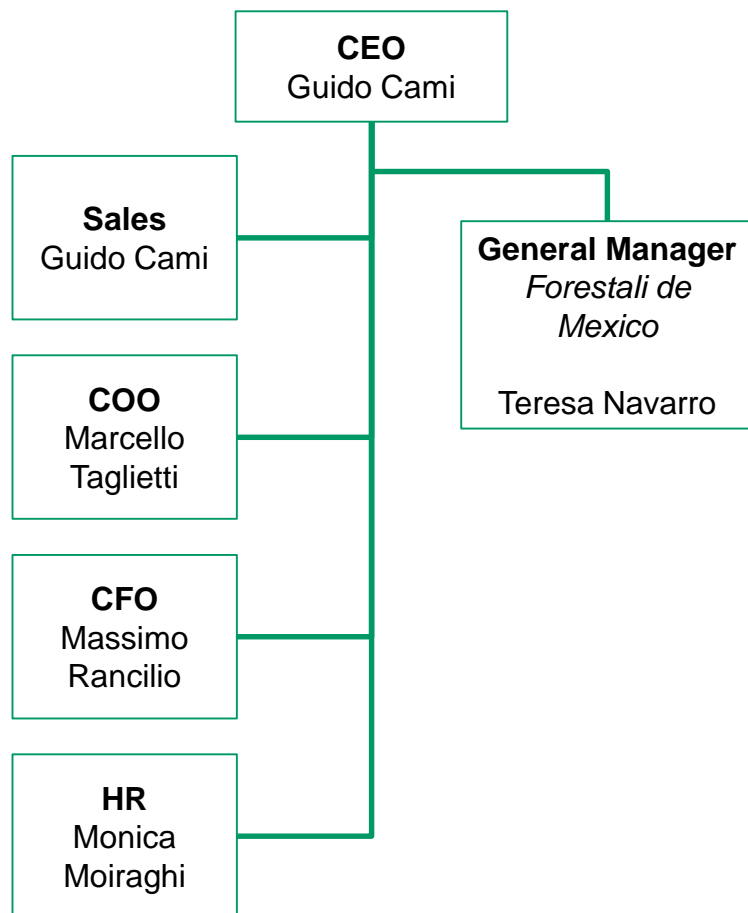 CEO
Guido Cami
Sales
Guido Cami
General Manager
Forestali de
Mexico
Teresa Navarro
COO
Marcello
Taglietti
CFO
Massimo
Rancilio
HR
Monica
Moiraghi